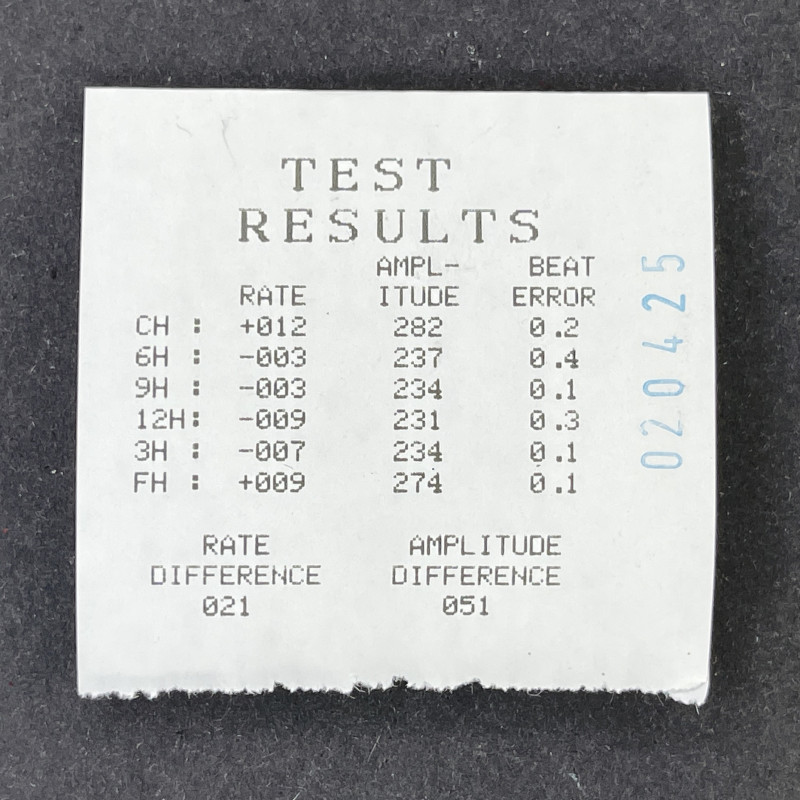 TEST
RESULTS
AMPL- BEAT
RATE ITUDE ERROR
CH : +012 282 0.2
6H : -003 237 0.4
9H : -003 234 0.1
12H: -009 231 0.3
3H : -007 234 0.1
FH : +009 274 0.1
RATE AMPLITUDE
DIFFERENCE DIFFERENCE
021 051
020425